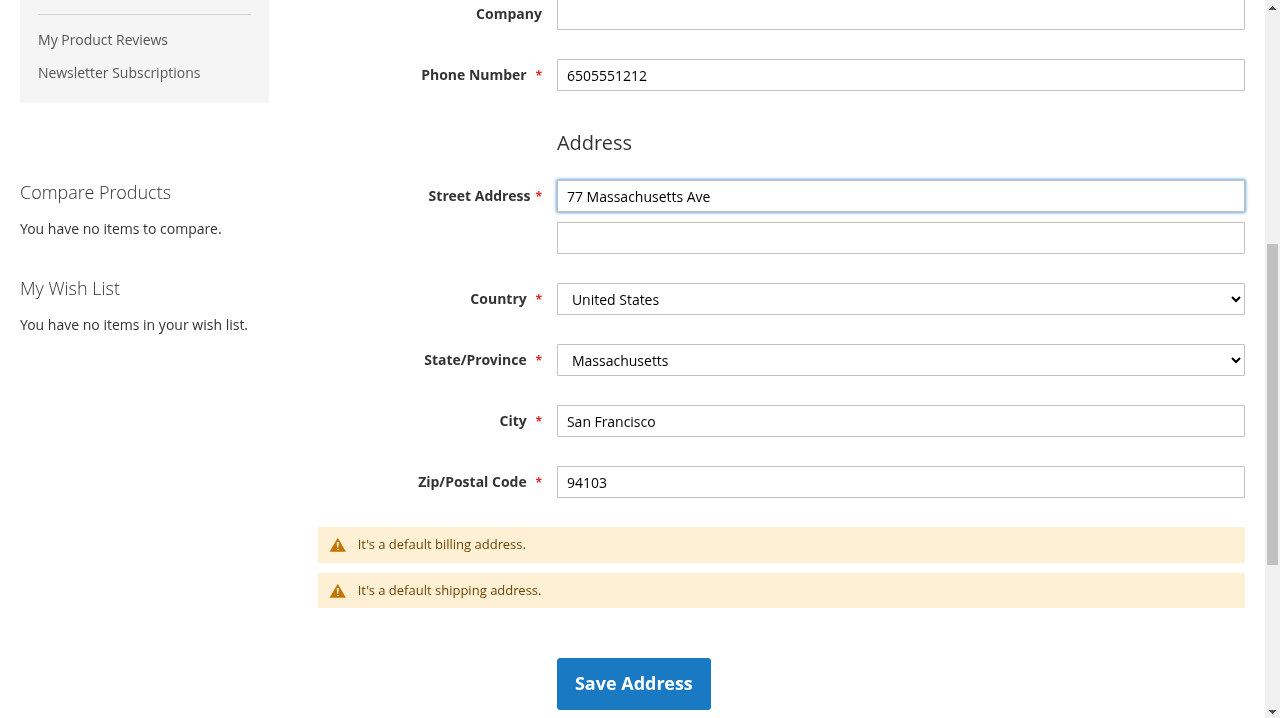 My Product Reviews
Newsletter Subscriptions
Compare Products
You have no items to compare.
My Wish List
You have no items in your wish list.
Company
Phone Number * 6505551212
Address
Street Address * 77 Massachusetts Ave
Country * United States
State/Province * Massachusetts
City * San Francisco
Zip/Postal Code * 94103
It's a default billing address.
It's a default shipping address.
Save Address